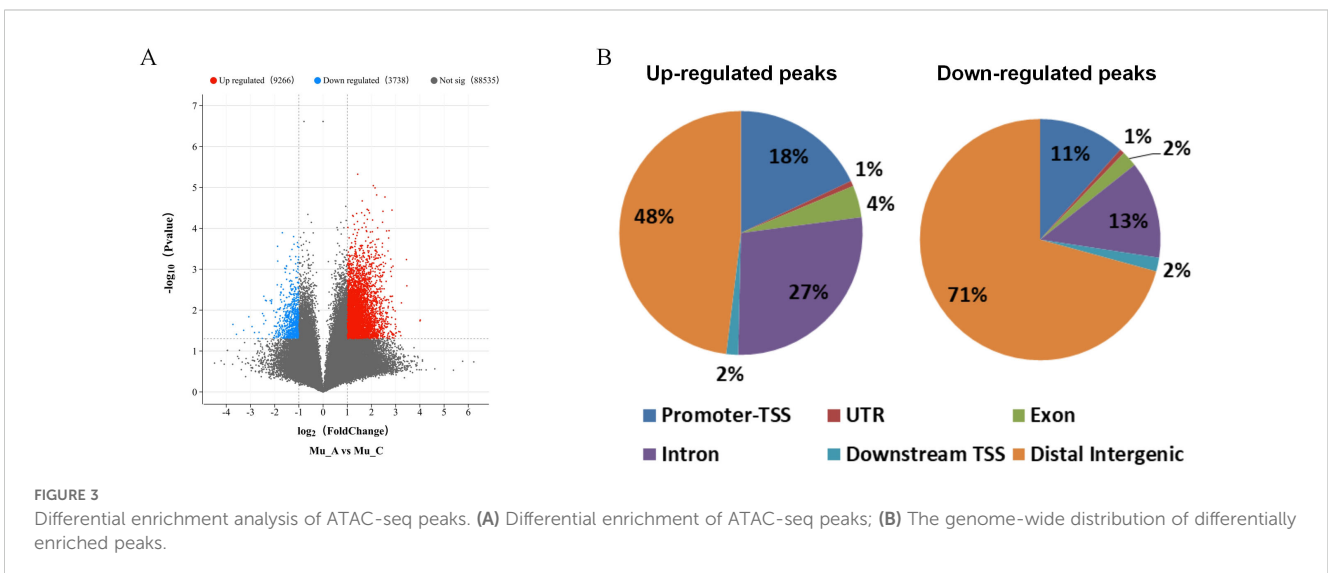 A
Up regulated (9266) Down regulated (3738) Not sig (88535)
7
6
5
4
3
2
1
0
-log10 (Pvalue)
-4 -3 -2 -1 0 1 2 3 4 5 6
log2 (FoldChange)
Mu_A vs Mu_C
B
Up-regulated peaks
18%
1%
4%
27%
2%
48%
Down-regulated peaks
11%
1%
2%
13%
2%
71%
Promoter-TSS UTR Exon
Intron Downstream TSS Distal Intergenic
FIGURE 3
Differential enrichment analysis of ATAC-seq peaks. (A) Differential enrichment of ATAC-seq peaks; (B) The genome-wide distribution of differentially
enriched peaks.